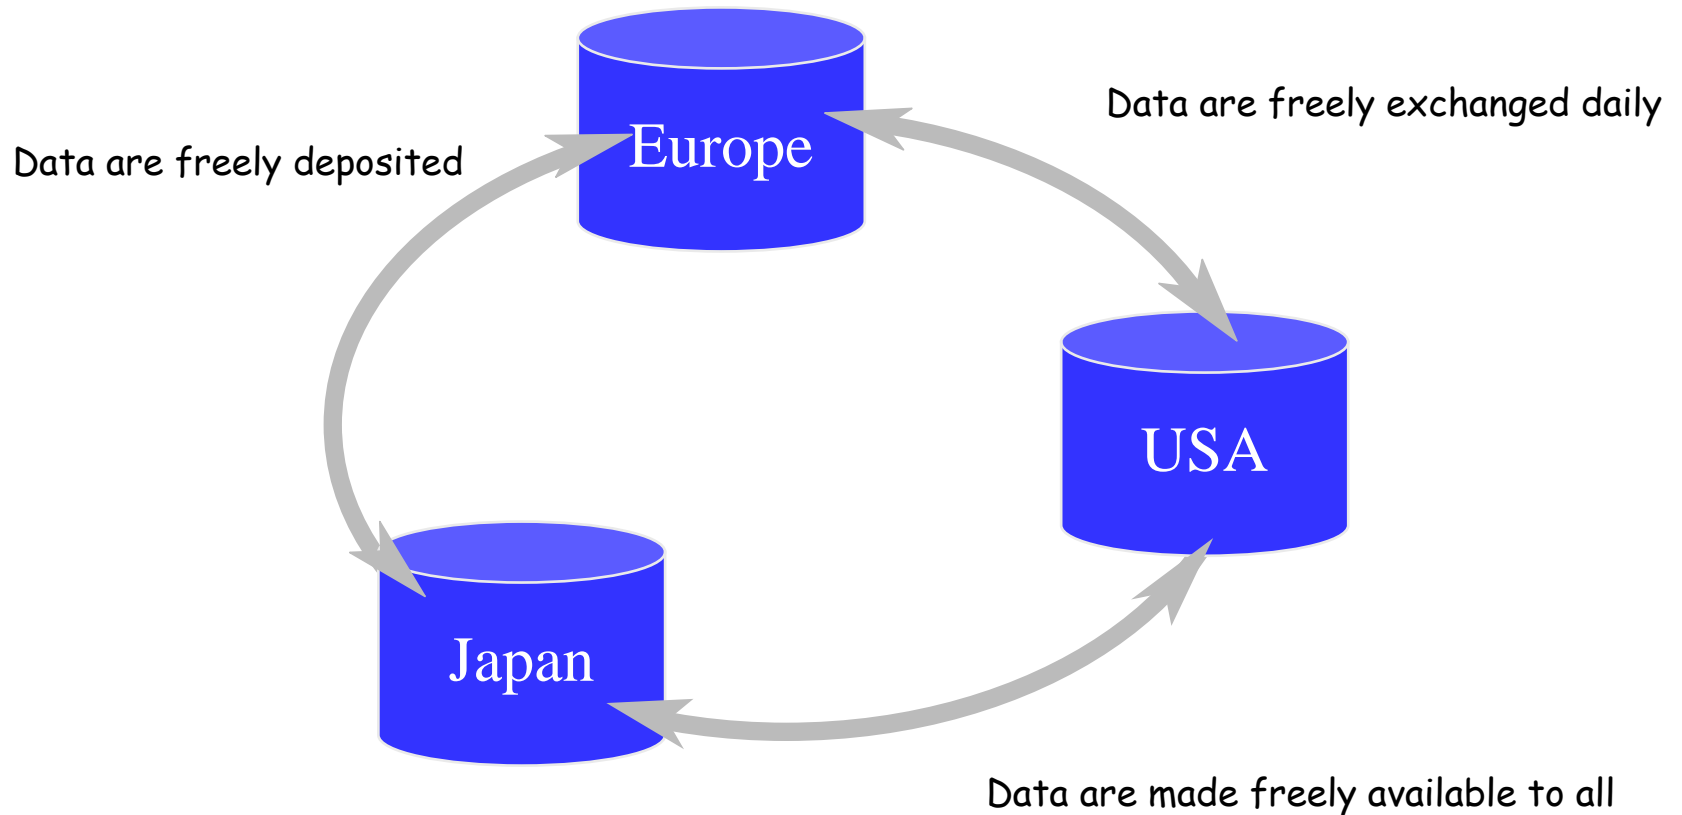 Data are freely exchanged daily
Europe
Data are freely deposited
USA
Japan
Data are made freely available to all